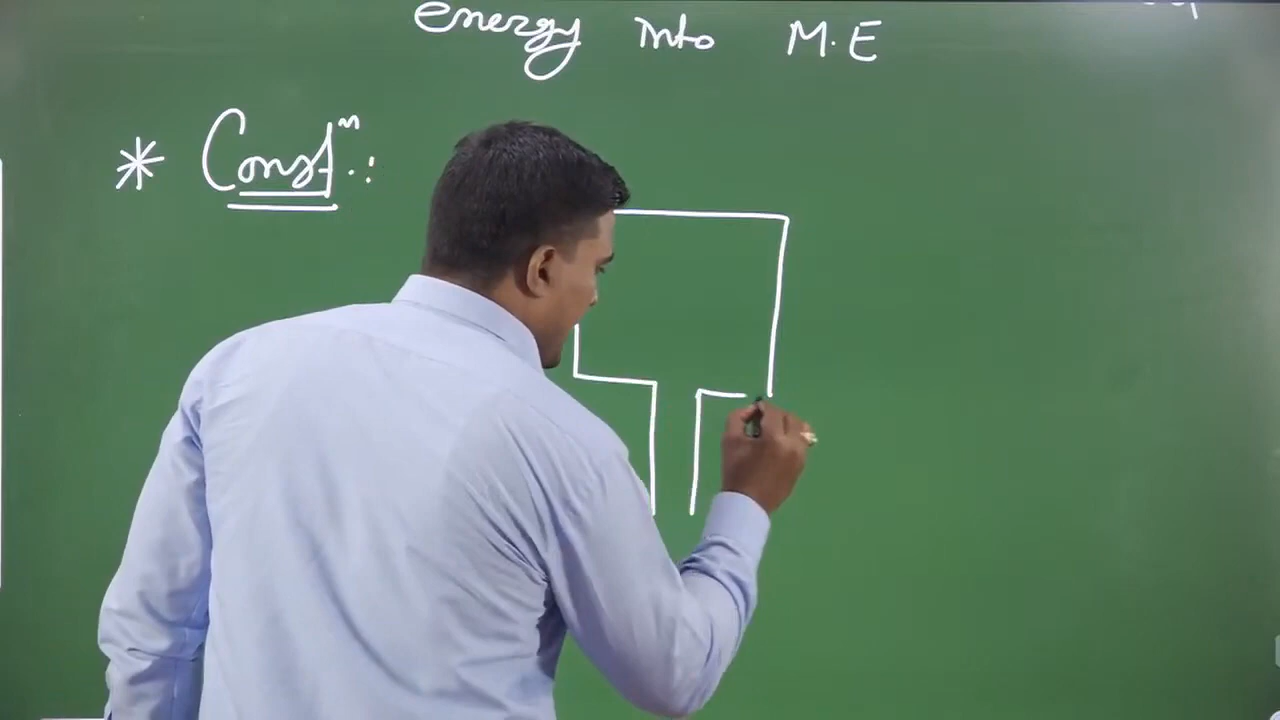 energy into M.E
* Constⁿ.: